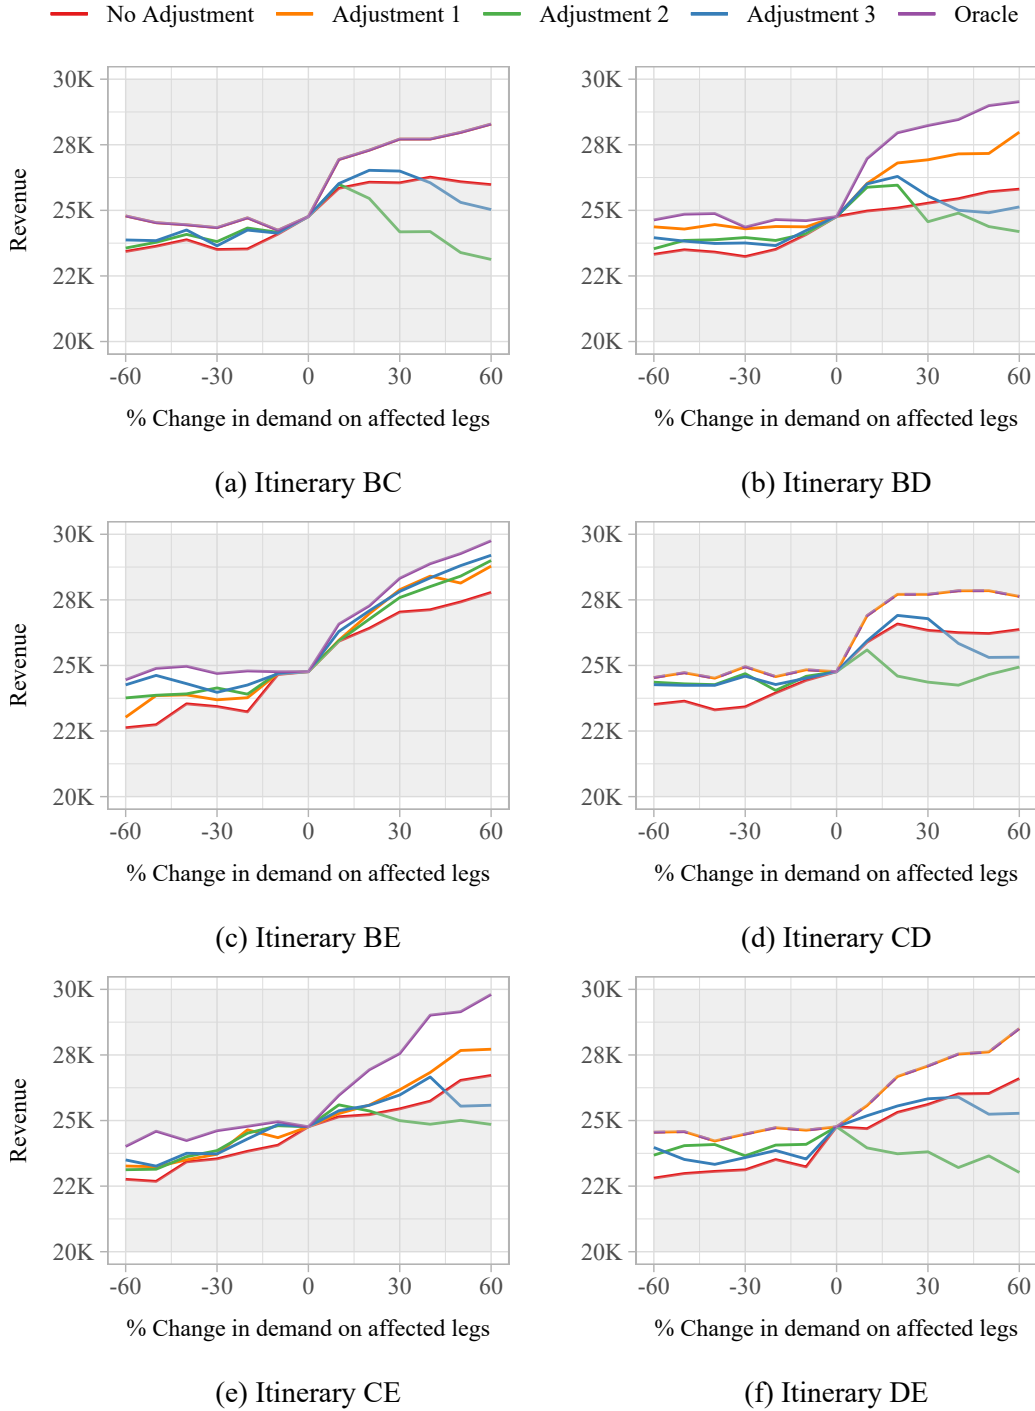 No Adjustment Adjustment 1 Adjustment 2 Adjustment 3 Oracle
30K
28K
25K
22K
20K
Revenue
-60 -30 0 30 60
% Change in demand on affected legs
(a) Itinerary BC
30K
28K
25K
22K
20K
-60 -30 0 30 60
% Change in demand on affected legs
(b) Itinerary BD
30K
28K
25K
22K
20K
Revenue
-60 -30 0 30 60
% Change in demand on affected legs
(c) Itinerary BE
30K
28K
25K
22K
20K
-60 -30 0 30 60
% Change in demand on affected legs
(d) Itinerary CD
30K
28K
25K
22K
20K
Revenue
-60 -30 0 30 60
% Change in demand on affected legs
(e) Itinerary CE
30K
28K
25K
22K
20K
-60 -30 0 30 60
% Change in demand on affected legs
(f) Itinerary DE